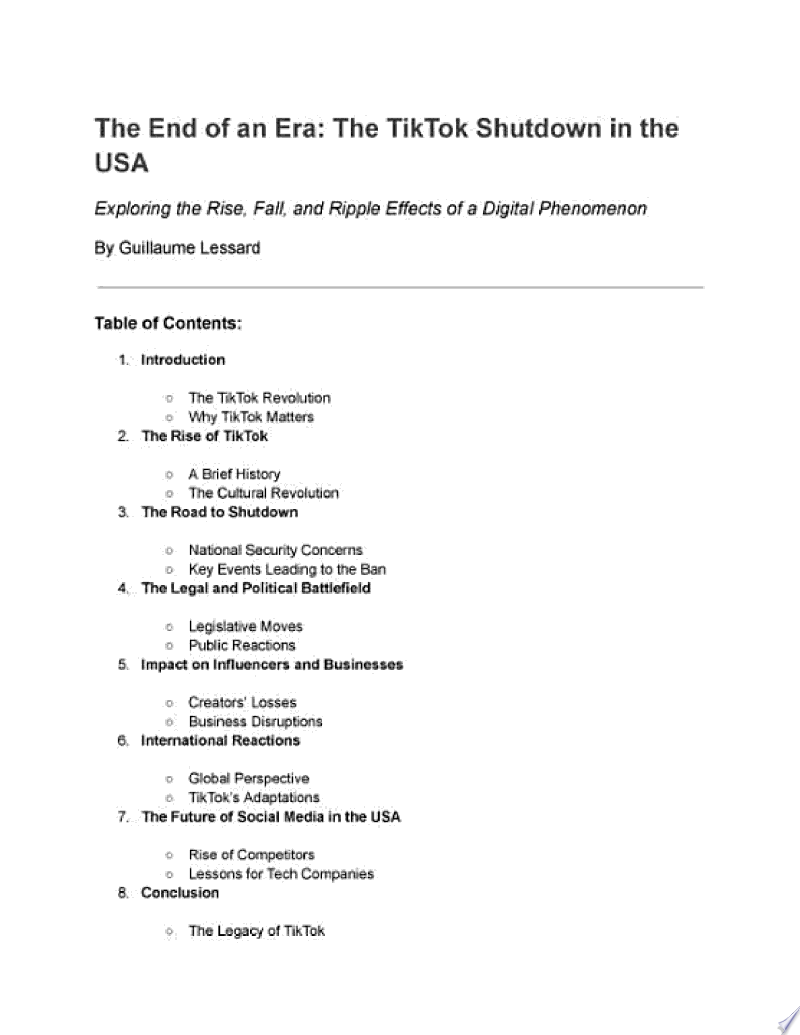 The End of an Era: The TikTok Shutdown in the
USA
Exploring the Rise, Fall, and Ripple Effects of a Digital Phenomenon
By Guillaume Lessard
Table of Contents:
1. Introduction
○ The TikTok Revolution
○ Why TikTok Matters
2. The Rise of TikTok
○ A Brief History
○ The Cultural Revolution
3. The Road to Shutdown
○ National Security Concerns
○ Key Events Leading to the Ban
4. The Legal and Political Battlefield
○ Legislative Moves
○ Public Reactions
5. Impact on Influencers and Businesses
○ Creators' Losses
○ Business Disruptions
6. International Reactions
○ Global Perspective
○ TikTok's Adaptations
7. The Future of Social Media in the USA
○ Rise of Competitors
○ Lessons for Tech Companies
8. Conclusion
○ The Legacy of TikTok